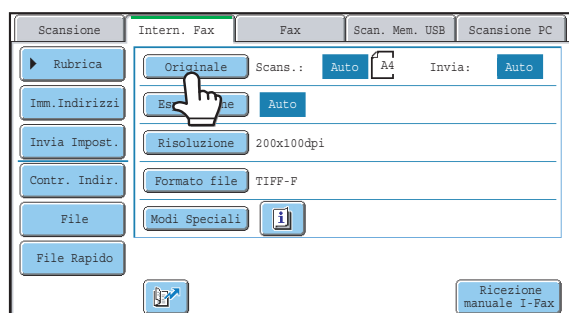 Scansione Intern. Fax Fax Scan. Mem. USB Scansione PC
Rubrica Originale Scans.: Auto A4 Invia: Auto
Imm.Indirizzi Auto
Invia Impost. Risoluzione 200x100dpi
Contr. Indir. Formato file TIFF-F
File Modi Speciali
File Rapido
Ricezione
manuale I-Fax